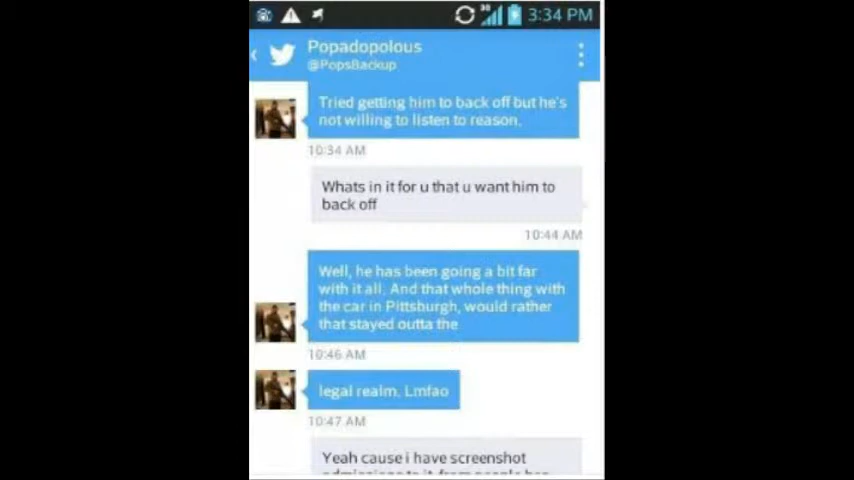 3:34 PM
Popadopolous
@PopsBackup
Tried getting him to back off but he's
not willing to listen to reason.
10:34 AM
Whats in it for u that u want him to
back off
10:44 AM
Well, he has been going a bit far
with it all. And that whole thing with
the car in Pittsburgh, would rather
that stayed outta the
10:46 AM
legal realm. Lmfao
10:47 AM
Yeah cause i have screenshot